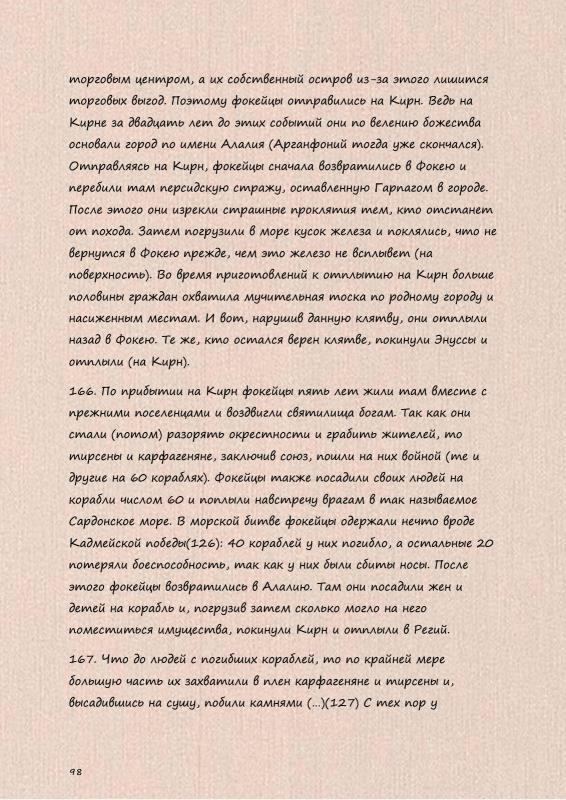 торговым центром, а их собственный остров из-за этого лишится
торговых выгод. Поэтому фокейцы отправились на Кирн. Ведь на
Кирне за двадцать лет до этих событий они по велению божества
основали город по имени Алалия (Арганфоний тогда уже скончался).
Отправляясь на Кирн, фокейцы сначала возвратились в Фокею и
перебили там персидскую стражу, оставленную Гарпагом в городе.
После этого они изрекли страшные проклятия тем, кто отстанет
от похода. Затем погрузили в море кусок железа и поклялись, что не
вернутся в Фокею прежде, чем это железо не всплывет (на
поверхность). Во время приготовлений к отплытию на Кирн больше
половины граждан охватила мучительная тоска по родному городу и
насиженным местам. И вот, нарушив данную клятву, они отплыли
назад в Фокею. Те же, кто остался верен клятве, покинули Энуссы и
отплыли (на Кирн).
166. По прибытии на Кирн фокейцы пять лет жили там вместе с
прежними поселенцами и воздвигли святилища богам. Так как они
стали (потом) разорять окрестности и грабить жителей, то
тирсены и карфагеняне, заключив союз, пошли на них войной (те и
другие на 60 кораблях). Фокейцы также посадили своих людей на
корабли числом 60 и поплыли навстречу врагам в так называемое
Сардонское море. В морской битве фокейцы одержали нечто вроде
Кадмейской победы(126): 40 кораблей у них погибло, а остальные 20
потеряли боеспособность, так как у них были сбиты носы. После
этого фокейцы возвратились в Алалию. Там они посадили жен и
детей на корабль и, погрузив затем сколько могло на него
поместиться имущества, покинули Кирн и отплыли в Регий.
167. Что до людей с погибших кораблей, то по крайней мере
большую часть их захватили в плен карфагеняне и тирсены и,
высадившись на сушу, побили камнями (...)(127) С тех пор у
98